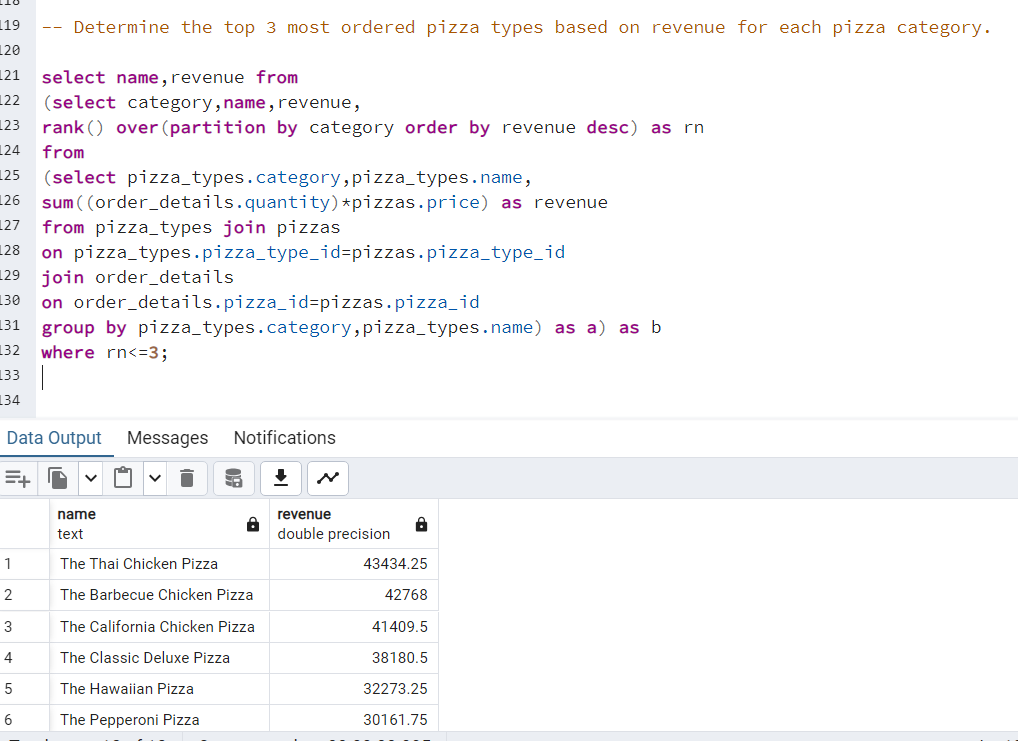 118
119 -- Determine the top 3 most ordered pizza types based on revenue for each pizza category.
120
121 select name,revenue from
122 (select category,name,revenue,
123 rank() over(partition by category order by revenue desc) as rn
124 from
125 (select pizza_types.category,pizza_types.name,
126 sum((order_details.quantity)*pizzas.price) as revenue
127 from pizza_types join pizzas
128 on pizza_types.pizza_type_id=pizzas.pizza_type_id
129 join order_details
130 on order_details.pizza_id=pizzas.pizza_id
131 group by pizza_types.category,pizza_types.name) as a) as b
132 where rn<=3;
133
134
Data Output Messages Notifications
name revenue
text double precision
1 The Thai Chicken Pizza 43434.25
2 The Barbecue Chicken Pizza 42768
3 The California Chicken Pizza 41409.5
4 The Classic Deluxe Pizza 38180.5
5 The Hawaiian Pizza 32273.25
6 The Pepperoni Pizza 30161.75